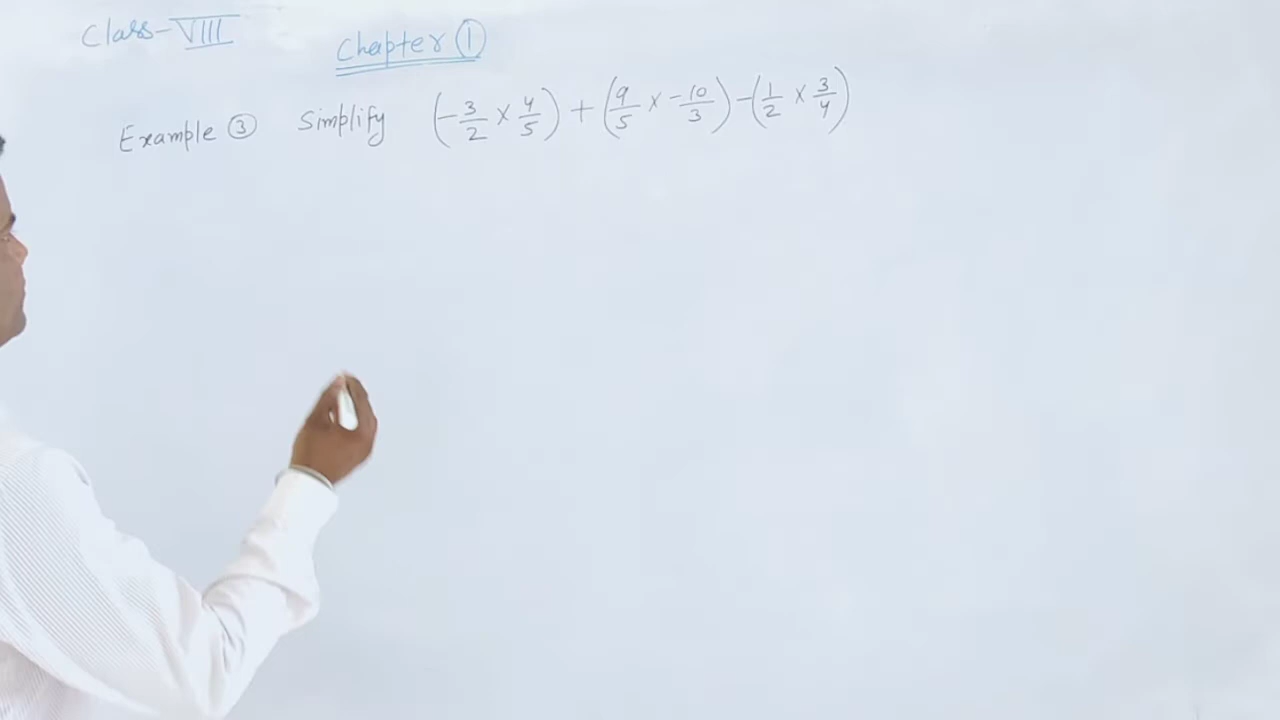 Class-VIII
Chapter ①
Example ③ Simplify (-3/2 × 4/5) + (9/5 × -10/3) - (1/2 × 3/4)